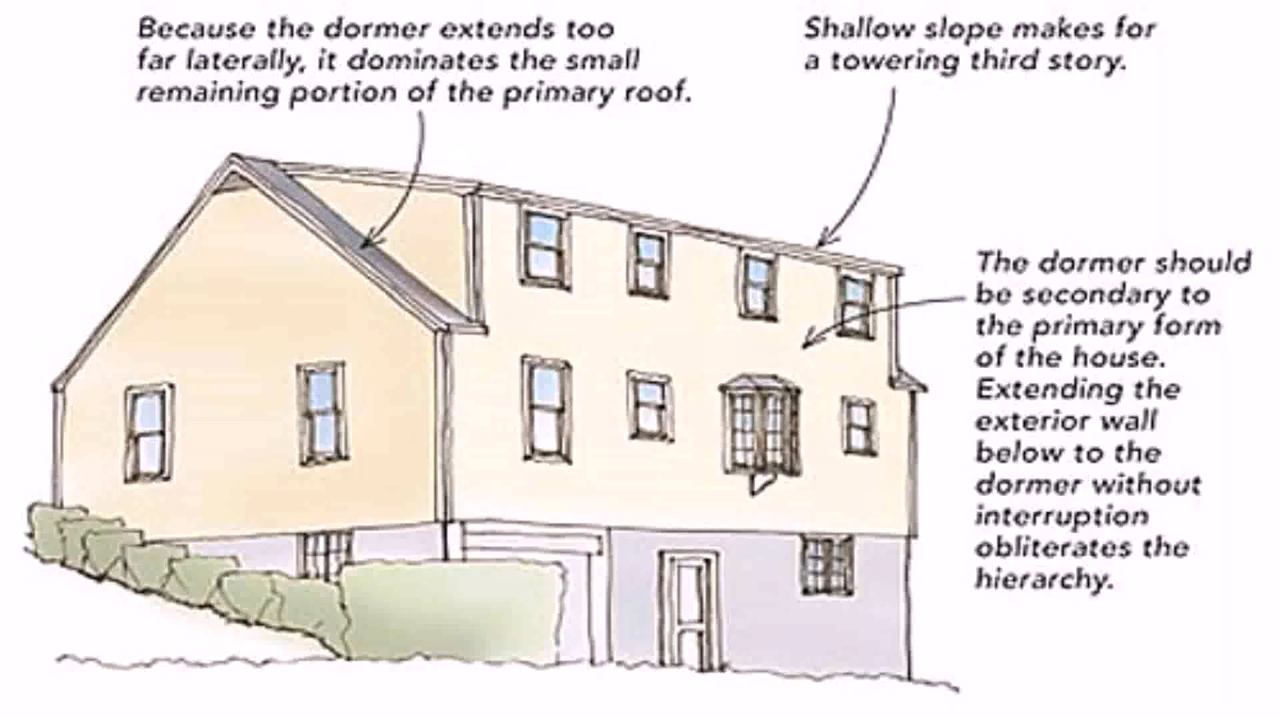 Because the dormer extends too
far laterally, it dominates the small
remaining portion of the primary roof.
Shallow slope makes for
a towering third story.
The dormer should
be secondary to
the primary form
of the house.
Extending the
exterior wall
below to the
dormer without
interruption
obliterates the
hierarchy.